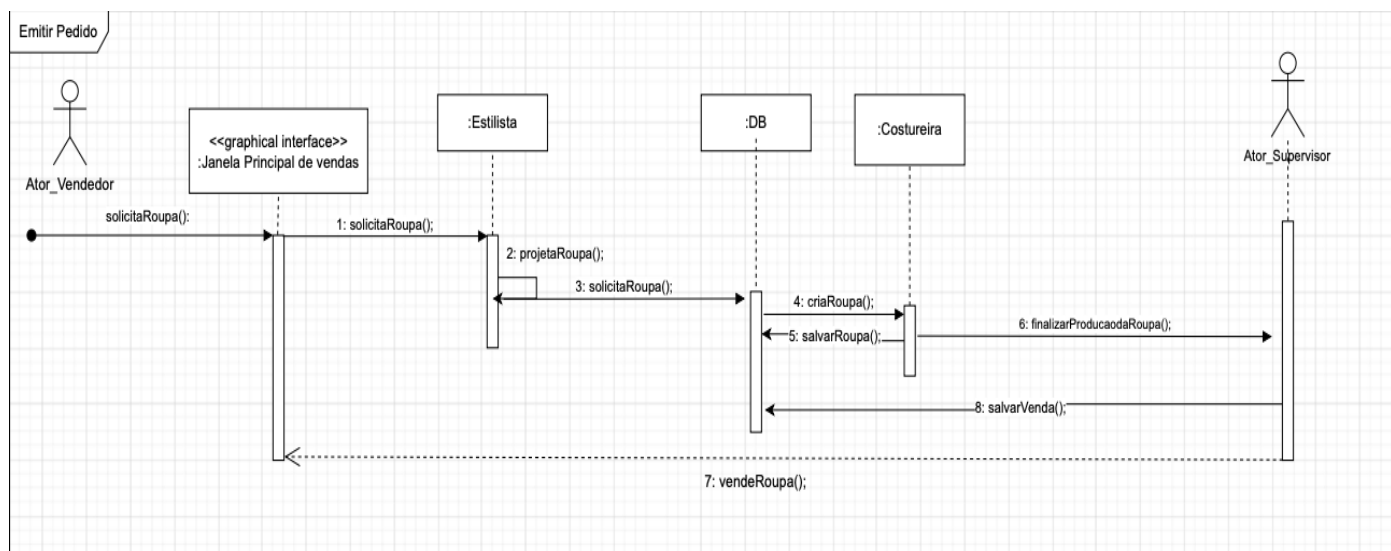 Emitir Pedido
Ator_Vendedor
<<graphical interface>>
:Janela Principal de vendas
:Estilista
:DB
:Costureira
Ator_Supervisor
solicitaRoupa():
1: solicitaRoupa();
2: projetaRoupa();
3: solicitaRoupa();
4: criaRoupa();
5: salvarRoupa();
6: finalizarProducaodaRoupa();
8: salvarVenda();
7: vendeRoupa();